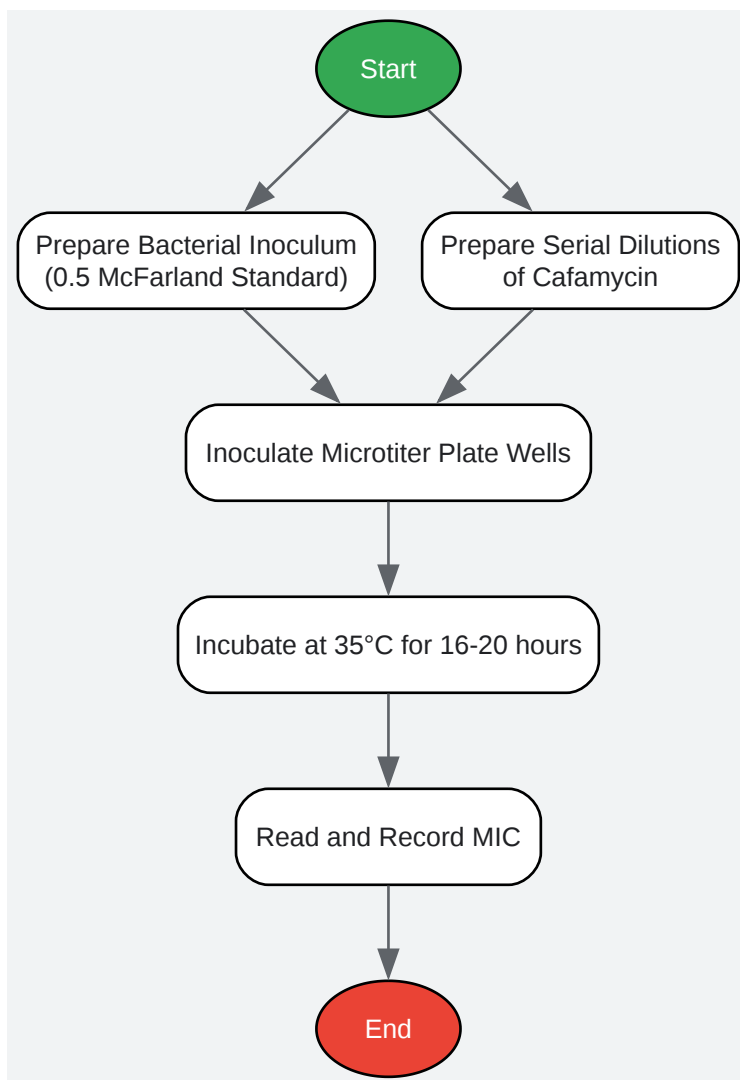 Start
Prepare Bacterial Inoculum
(0.5 McFarland Standard)
Prepare Serial Dilutions
of Cafamycin
Inoculate Microtiter Plate Wells
Incubate at 35°C for 16-20 hours
Read and Record MIC
End